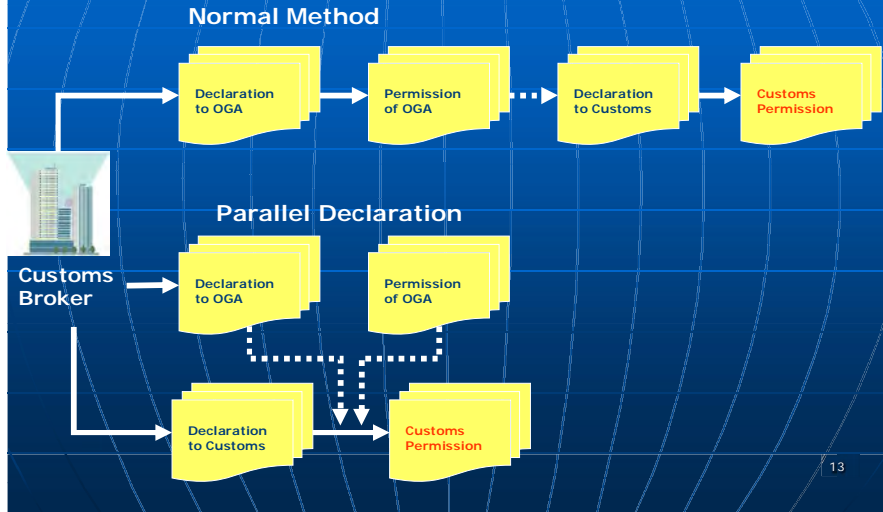 Normal Method
Declaration
to OGA
Permission
of OGA
Declaration
to Customs
Customs
Permission
Parallel Declaration
Customs
Broker
Declaration
to OGA
Permission
of OGA
Declaration
to Customs
Customs
Permission
13